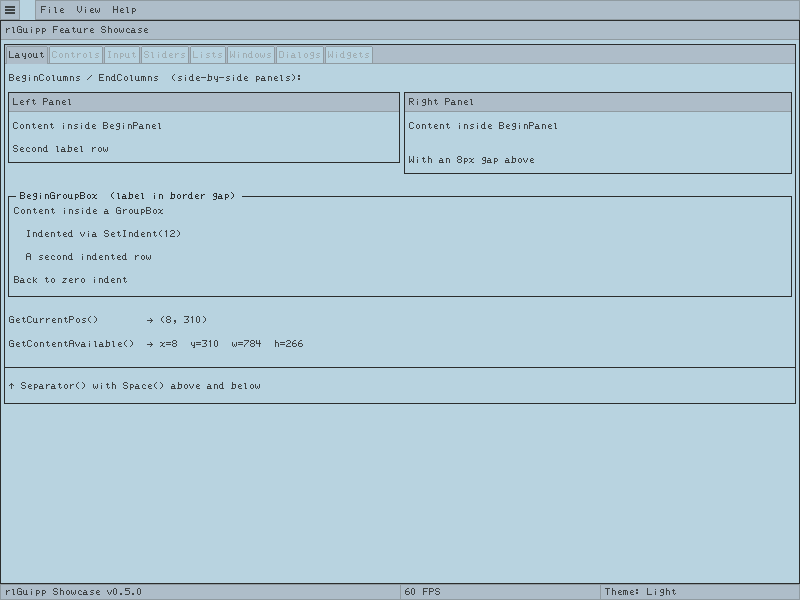 File View Help
rlGuipp Feature Showcase
Layout Controls Input Sliders Lists Windows Dialogs Widgets
BeginColumns / EndColumns (side-by-side panels):
Left Panel
Content inside BeginPanel
Second label row
Right Panel
Content inside BeginPanel
With an 8px gap above
BeginGroupBox (label in border gap)
Content inside a GroupBox
Indented via SetIndent(12)
A second indented row
Back to zero indent
GetCurrentPos() → (8, 310)
GetContentAvailable() → x=8 y=310 w=784 h=266
↑ Separator() with Space() above and below
rlGuipp Showcase v0.5.0
60 FPS
Theme: Light